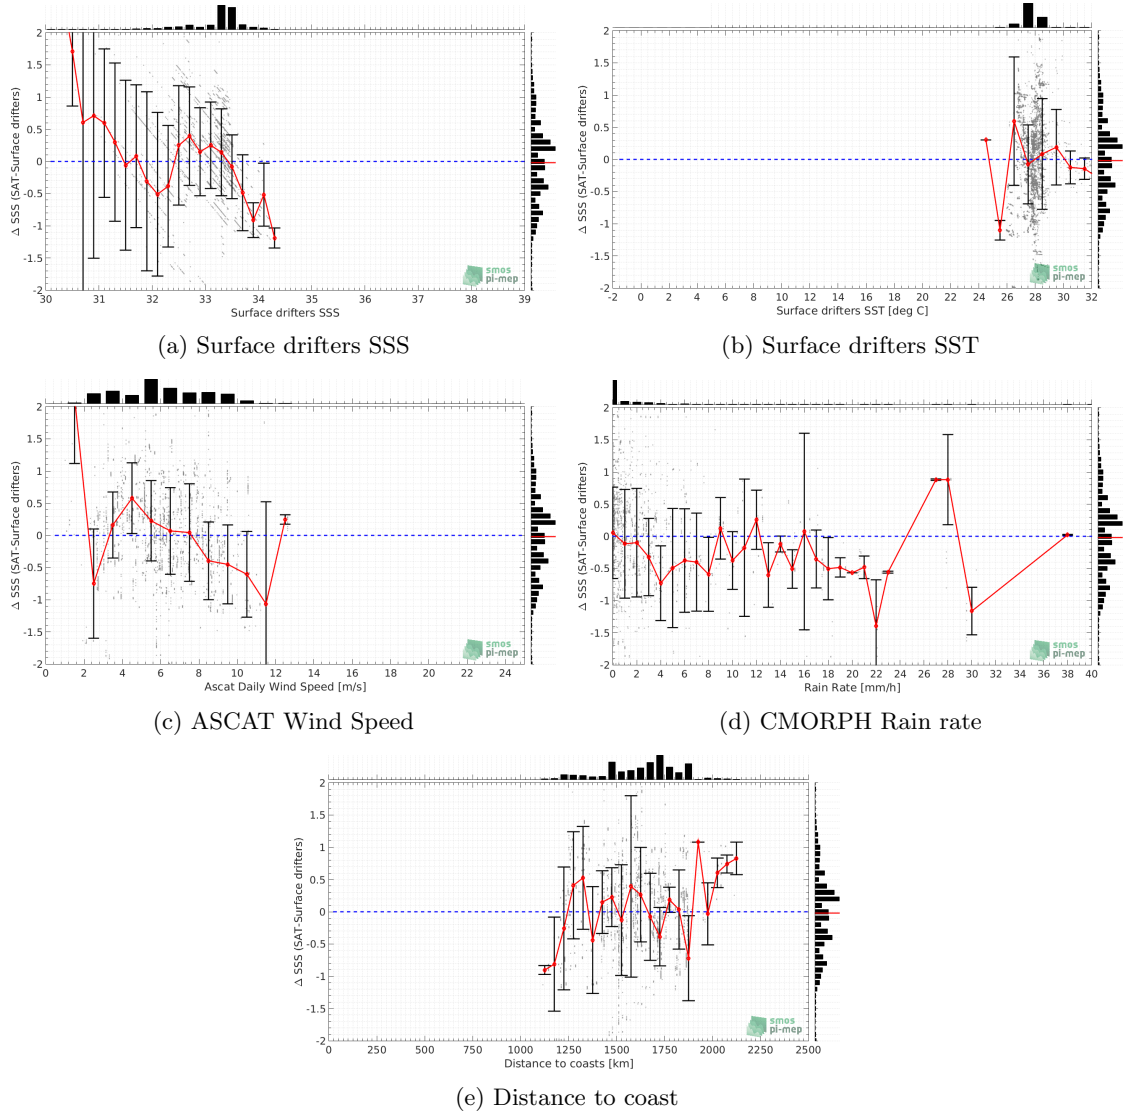 2
1.5
1
0.5
0
-0.5
-1
-1.5
-2
Δ SSS (SAT-Surface drifters)
30 31 32 33 34 35 36 37 38 39
Surface drifters SSS
smos
pi-mep
(a) Surface drifters SSS
2
1.5
1
0.5
0
-0.5
-1
-1.5
-2
Δ SSS (SAT-Surface drifters)
-2 0 2 4 6 8 10 12 14 16 18 20 22 24 26 28 30 32
Surface drifters SST [deg C]
smos
pi-mep
(b) Surface drifters SST
2
1.5
1
0.5
0
-0.5
-1
-1.5
-2
Δ SSS (SAT-Surface drifters)
0 2 4 6 8 10 12 14 16 18 20 22 24
Ascat Daily Wind Speed [m/s]
smos
pi-mep
(c) ASCAT Wind Speed
2
1.5
1
0.5
0
-0.5
-1
-1.5
-2
Δ SSS (SAT-Surface drifters)
0 2 4 6 8 10 12 14 16 18 20 22 24 26 28 30 32 34 36 38 40
Rain Rate [mm/h]
smos
pi-mep
(d) CMORPH Rain rate
2
1.5
1
0.5
0
-0.5
-1
-1.5
-2
Δ SSS (SAT-Surface drifters)
0 250 500 750 1000 1250 1500 1750 2000 2250 2500
Distance to coasts [km]
smos
pi-mep
(e) Distance to coast